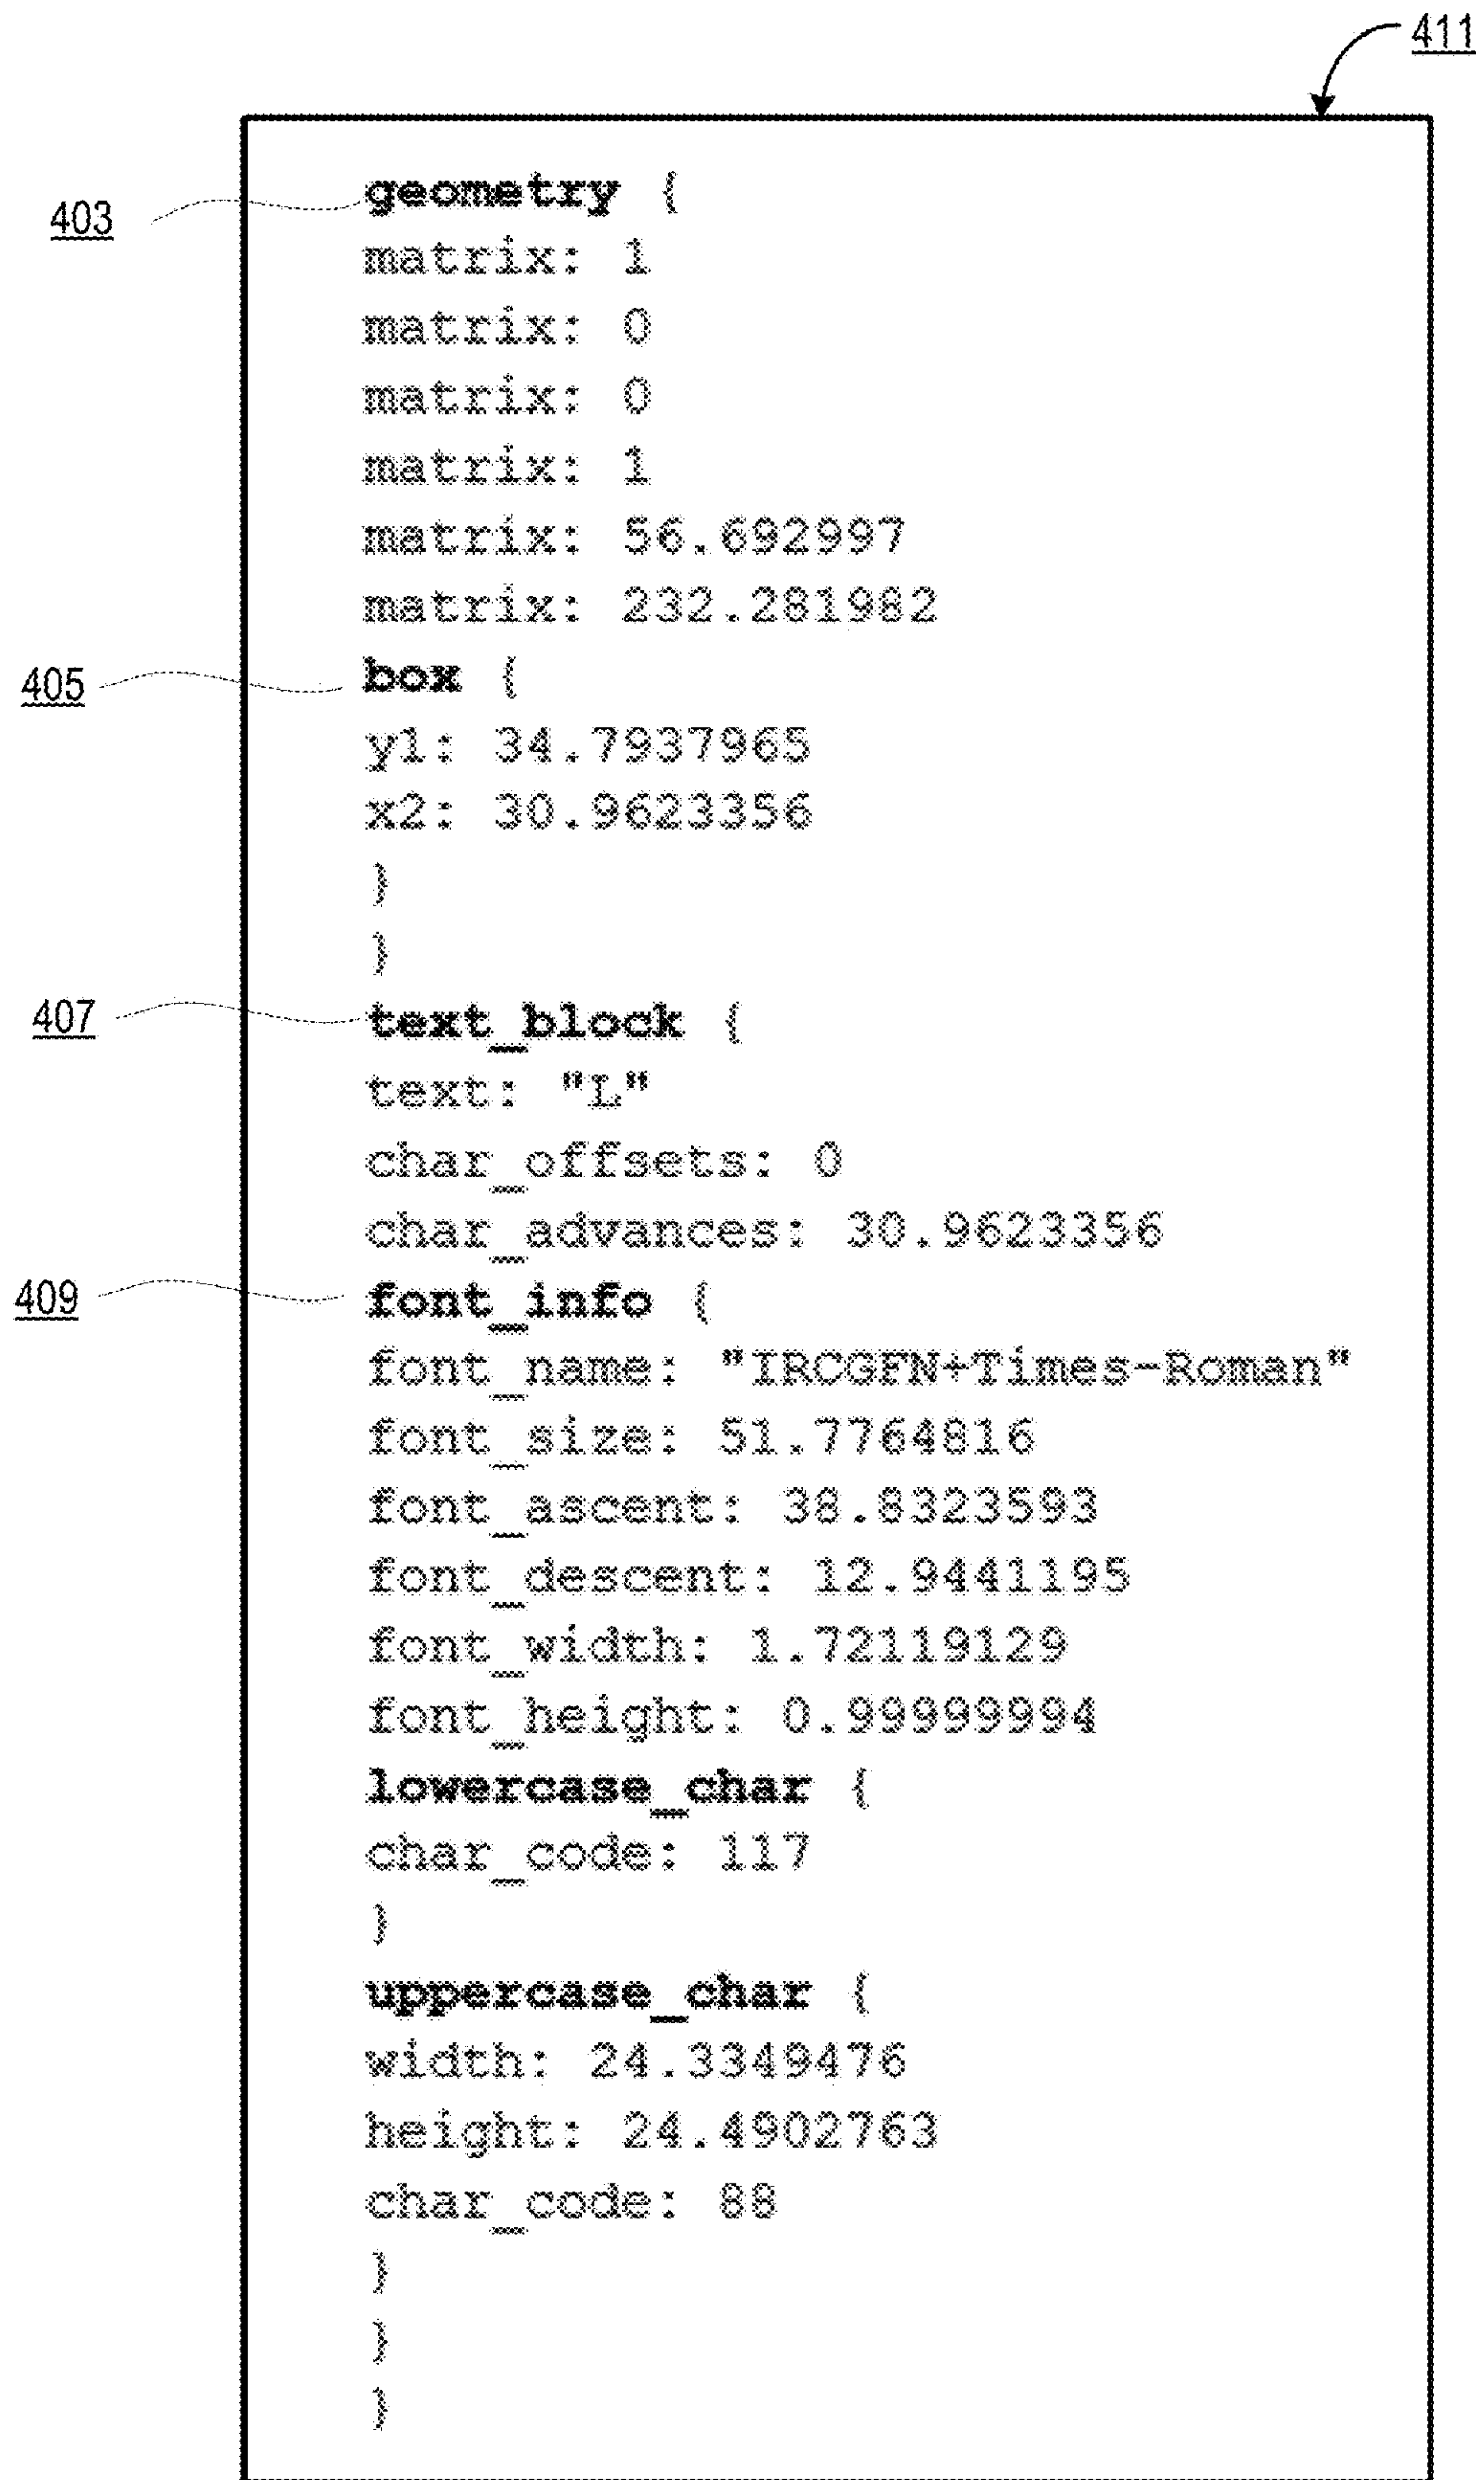 411
403
geometry {
matrix: 1
matrix: 0
matrix: 0
matrix: 1
matrix: 56.692997
matrix: 232.281982
405
box {
y1: 34.7937965
x2: 30.9623356
}
}
407
text_block {
text: "L"
char_offsets: 0
char_advances: 30.9623356
409
font_info {
font_name: "IRCGFN+Times-Roman"
font_size: 51.7764816
font_ascent: 38.8323593
font_descent: 12.9441195
font_width: 1.72119129
font_height: 0.99999994
lowercase_char {
char_code: 117
}
uppercase_char {
width: 24.3349476
height: 24.4902763
char_code: 88
}
}
}